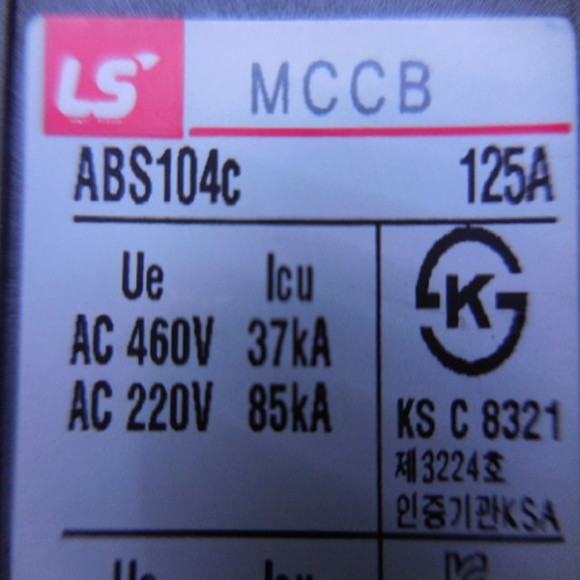 LS MCCB
ABS104c 125A
Ue Icu
AC 460V 37kA
AC 220V 85kA
K
KS C 8321
제3224호
인증기관KSA